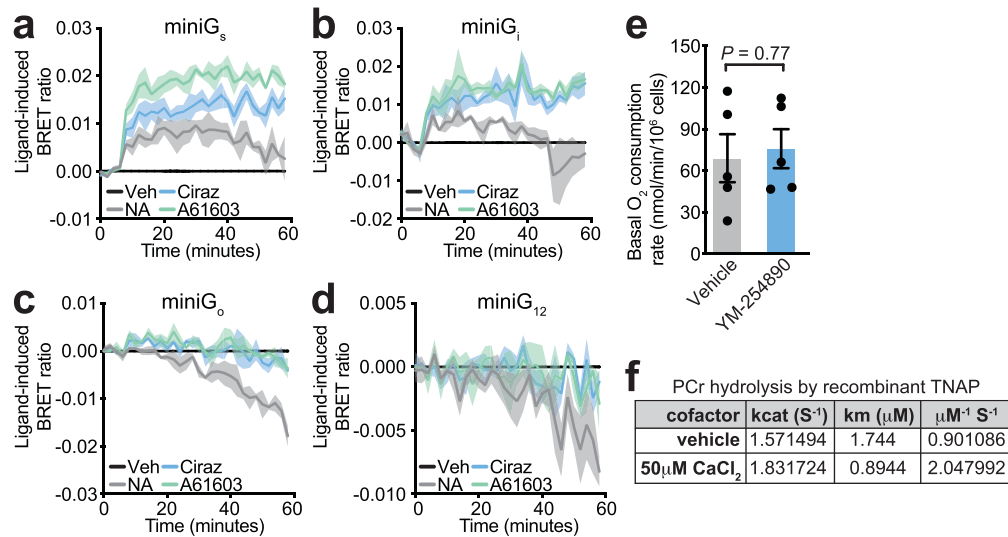 a
miniGs
Ligand-induced
BRET ratio
0.03
0.02
0.01
0.00
-0.01
Veh Ciraz
NA A61603
0 20 40 60
Time (minutes)
b
miniGi
Ligand-induced
BRET ratio
0.03
0.02
0.01
0.00
-0.01
-0.02
Veh Ciraz
NA A61603
0 20 40 60
Time (minutes)
e
Basal O2 consumption
rate (nmol/min/10⁶ cells)
150
120
90
60
30
0
P = 0.77
Vehicle
YM-254890
c
miniGo
Ligand-induced
BRET ratio
0.01
0.00
-0.01
-0.02
-0.03
Veh Ciraz
NA A61603
0 20 40 60
Time (minutes)
d
miniG12
Ligand-induced
BRET ratio
0.005
0.000
-0.005
-0.010
Veh Ciraz
NA A61603
0 20 40 60
Time (minutes)
f
PCr hydrolysis by recombinant TNAP
cofactor kcat (S⁻¹) km (μM) μM⁻¹ S⁻¹
vehicle 1.571494 1.744 0.901086
50μM CaCl2 1.831724 0.8944 2.047992